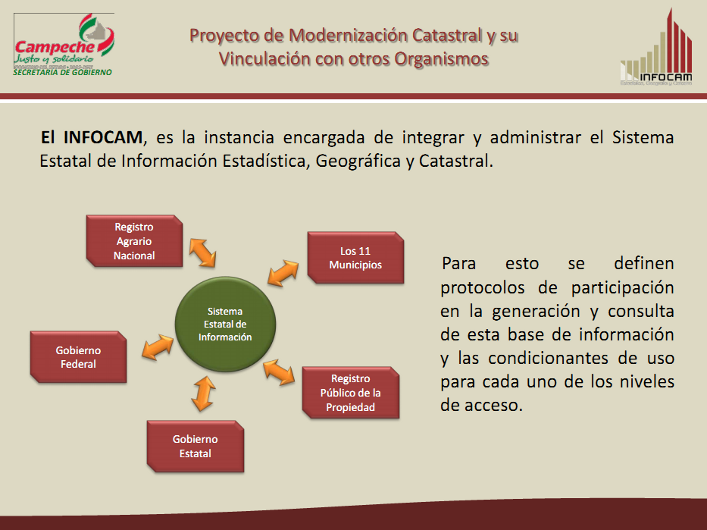 Campeche
Justo y solidario
SECRETARIA DE GOBIERNO
Proyecto de Modernización Catastral y su
Vinculación con otros Organismos
INFOCAM
El INFOCAM, es la instancia encargada de integrar y administrar el Sistema
Estatal de Información Estadística, Geográfica y Catastral.
Registro
Agrario
Nacional
Los 11
Municipios
Sistema
Estatal de
Información
Gobierno
Federal
Registro
Público de la
Propiedad
Gobierno
Estatal
Para esto se definen
protocolos de participación
en la generación y consulta
de esta base de información
y las condicionantes de uso
para cada uno de los niveles
de acceso.